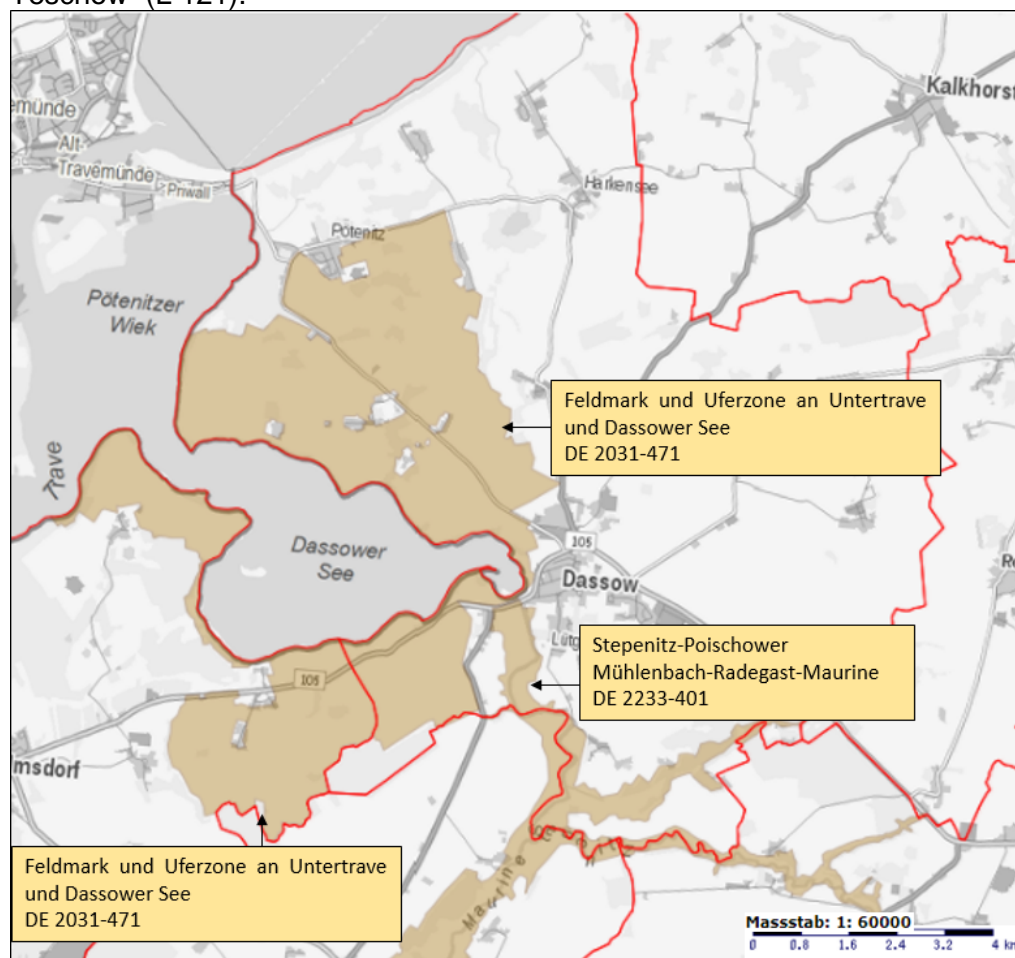 (L 121).
emünde
Alt-
Travemünde
Priwall
Kalkhorst
Harkensee
Pötenitz
Pötenitzer
Wiek
Feldmark und Uferzone an Untertrave
und Dassower See
DE 2031-471
Trave
105
Dassower
See
Dassow
Lütg
Stepenitz-Poischower
Mühlenbach-Radegast-Maurine
DE 2233-401
105
msdorf
Feldmark und Uferzone an Untertrave
und Dassower See
DE 2031-471
Maurine
Massstab: 1: 60000
0 0.8 1.6 2.4 3.2 4 km